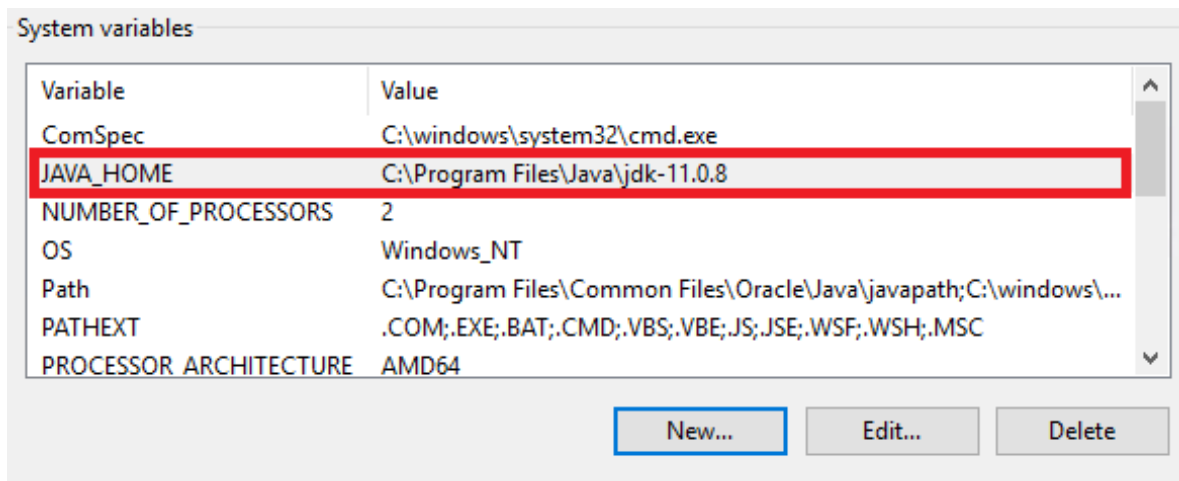 System variables
Variable Value
ComSpec C:\windows\system32\cmd.exe
JAVA_HOME C:\Program Files\Java\jdk-11.0.8
NUMBER_OF_PROCESSORS 2
OS Windows_NT
Path C:\Program Files\Common Files\Oracle\Java\javapath;C:\windows\...
PATHEXT .COM;.EXE;.BAT;.CMD;.VBS;.VBE;.JS;.JSE;.WSF;.WSH;.MSC
PROCESSOR_ARCHITECTURE AMD64
New... Edit... Delete